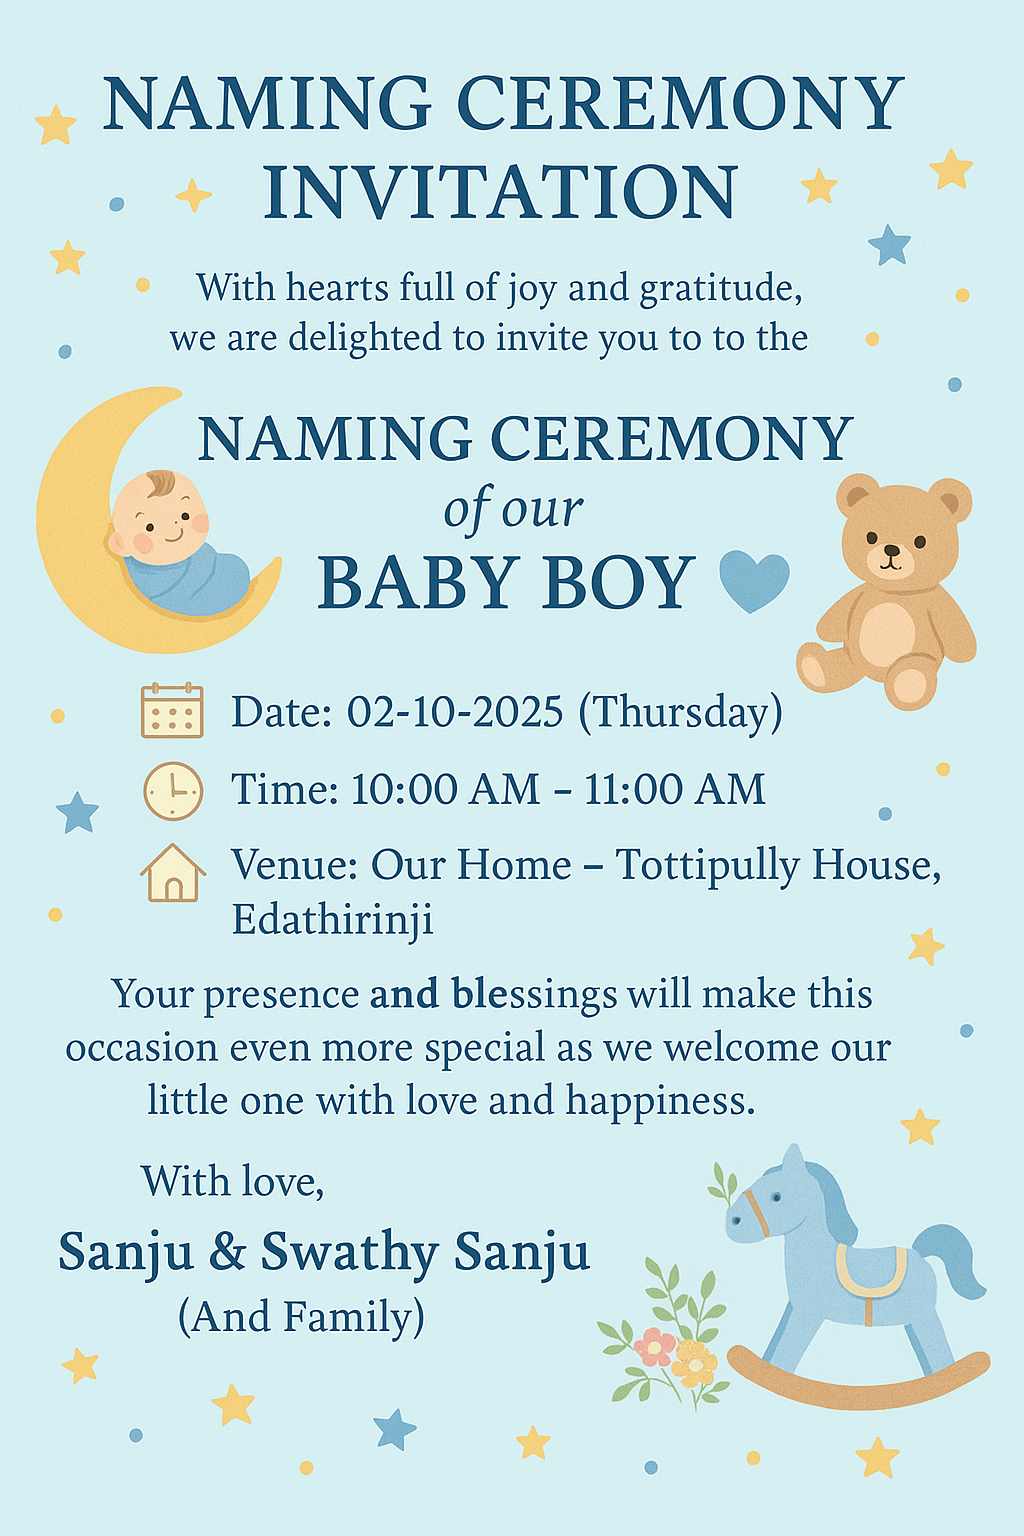 NAMING CEREMONY
INVITATION
With hearts full of joy and gratitude,
we are delighted to invite you to to the
NAMING CEREMONY
of our
BABY BOY
Date: 02-10-2025 (Thursday)
Time: 10:00 AM – 11:00 AM
Venue: Our Home – Tottipully House,
Edathirinji
Your presence and blessings will make this
occasion even more special as we welcome our
little one with love and happiness.
With love,
Sanju & Swathy Sanju
(And Family)